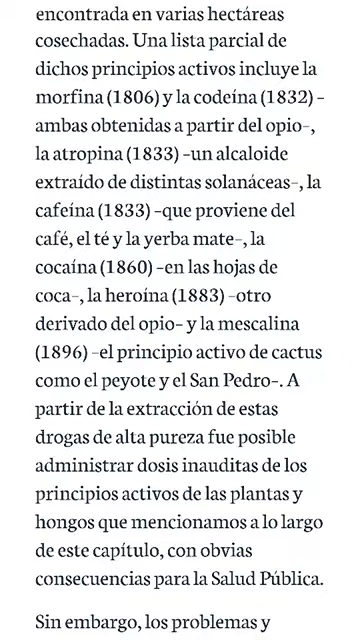 encontrada en varias hectáreas
cosechadas. Una lista parcial de
dichos principios activos incluye la
morfina (1806) y la codeína (1832) –
ambas obtenidas a partir del opio–,
la atropina (1833) –un alcaloide
extraído de distintas solanáceas–, la
cafeína (1833) –que proviene del
café, el té y la yerba mate–, la
cocaína (1860) –en las hojas de
coca–, la heroína (1883) –otro
derivado del opio– y la mescalina
(1896) –el principio activo de cactus
como el peyote y el San Pedro–. A
partir de la extracción de estas
drogas de alta pureza fue posible
administrar dosis inauditas de los
principios activos de las plantas y
hongos que mencionamos a lo largo
de este capítulo, con obvias
consecuencias para la Salud Pública.
Sin embargo, los problemas y